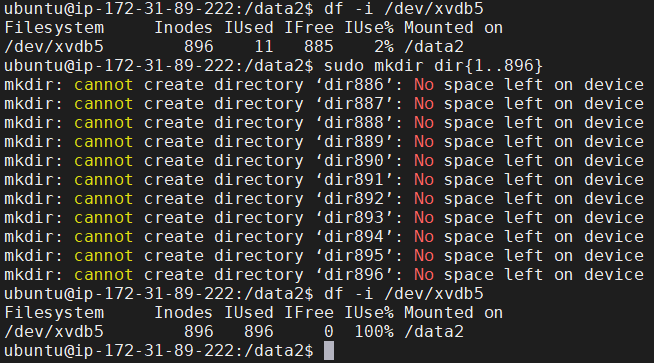 ubuntu@ip-172-31-89-222:/data2$ df -i /dev/xvdb5
Filesystem     Inodes IUsed IFree IUse% Mounted on
/dev/xvdb5        896    11   885    2% /data2
ubuntu@ip-172-31-89-222:/data2$ sudo mkdir dir{1..896}
mkdir: cannot create directory ‘dir886’: No space left on device
mkdir: cannot create directory ‘dir887’: No space left on device
mkdir: cannot create directory ‘dir888’: No space left on device
mkdir: cannot create directory ‘dir889’: No space left on device
mkdir: cannot create directory ‘dir890’: No space left on device
mkdir: cannot create directory ‘dir891’: No space left on device
mkdir: cannot create directory ‘dir892’: No space left on device
mkdir: cannot create directory ‘dir893’: No space left on device
mkdir: cannot create directory ‘dir894’: No space left on device
mkdir: cannot create directory ‘dir895’: No space left on device
mkdir: cannot create directory ‘dir896’: No space left on device
ubuntu@ip-172-31-89-222:/data2$ df -i /dev/xvdb5
Filesystem     Inodes IUsed IFree IUse% Mounted on
/dev/xvdb5        896   896     0  100% /data2
ubuntu@ip-172-31-89-222:/data2$